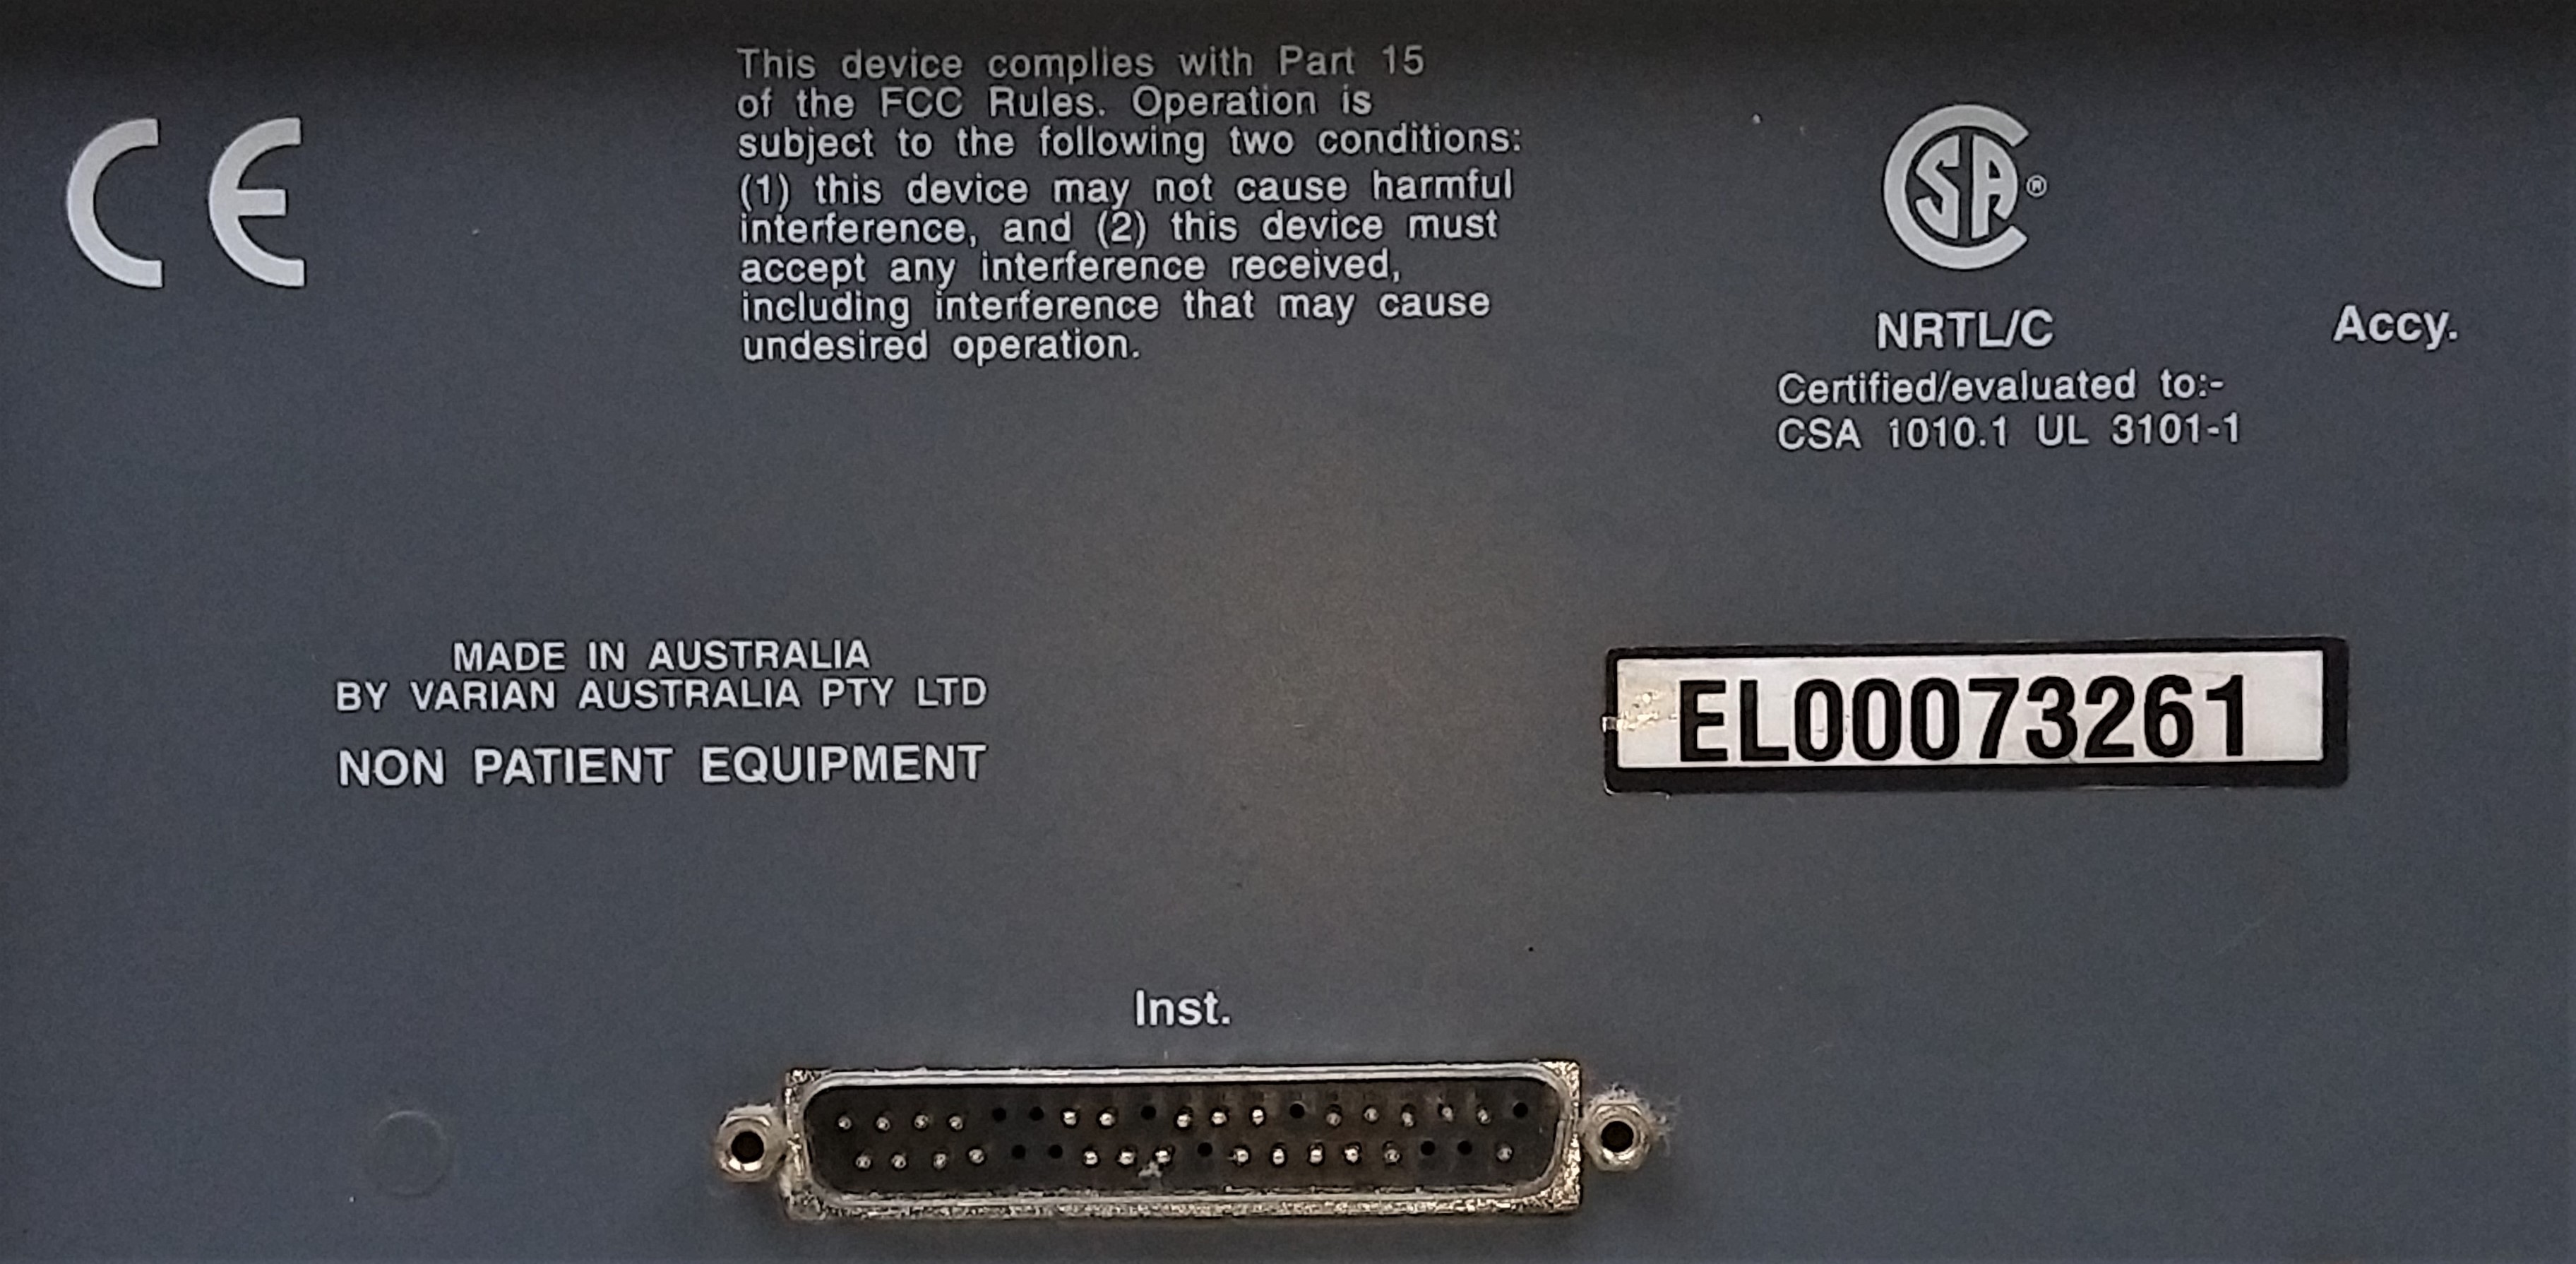 CE
This device complies with Part 15
of the FCC Rules. Operation is
subject to the following two conditions:
(1) this device may not cause harmful
interference, and (2) this device must
accept any interference received,
including interference that may cause
undesired operation.
CSA®
NRTL/C
Accy.
Certified/evaluated to:-
CSA 1010.1 UL 3101-1
MADE IN AUSTRALIA
BY VARIAN AUSTRALIA PTY LTD
NON PATIENT EQUIPMENT
EL00073261
Inst.